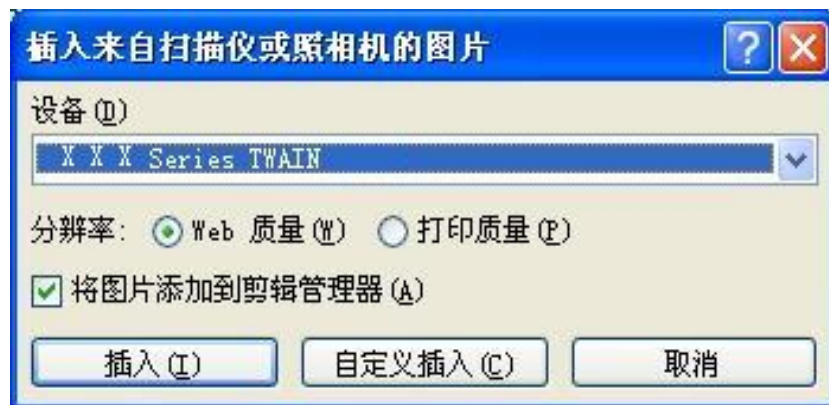 插入来自扫描仪或照相机的图片
设备(D)
X X X Series TWAIN
分辨率: Web 质量(W) 打印质量(P)
将图片添加到剪辑管理器(A)
插入(I) 自定义插入(C) 取消